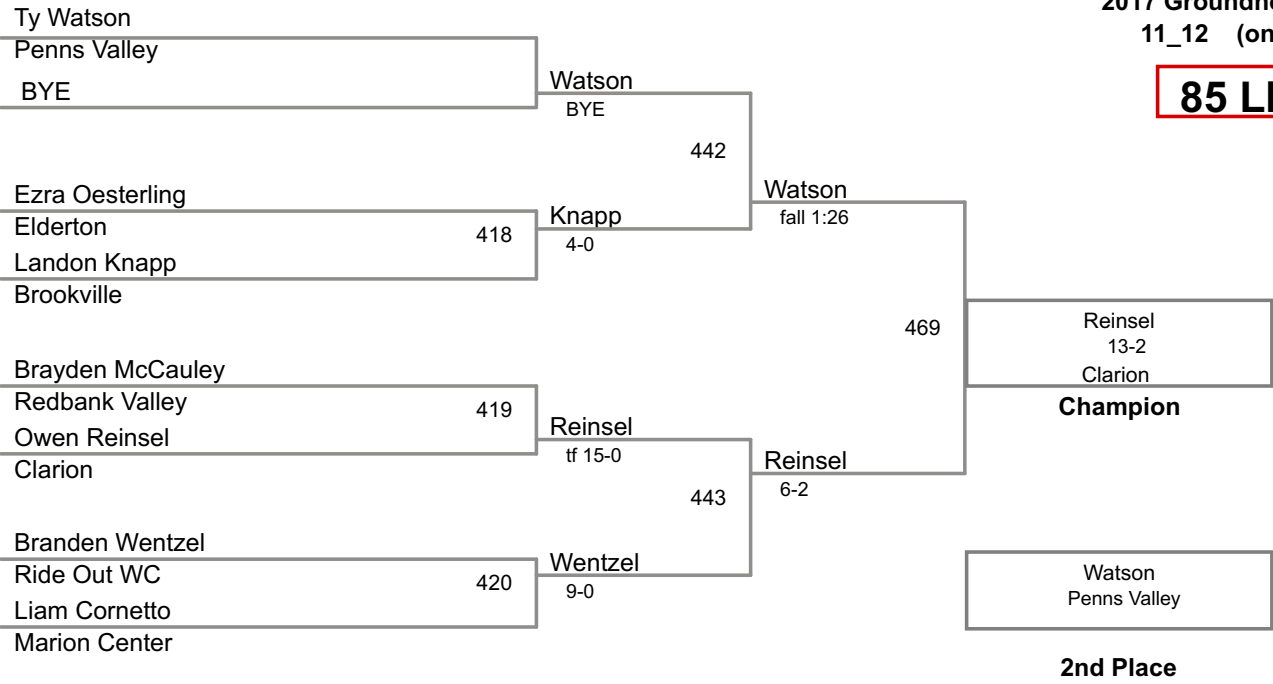 Ty Watson
Penns Valley
BYE
Watson
BYE
442
Ezra Oesterling
Elderton
418
Landon Knapp
Brookville
Knapp
4-0
Watson
fall 1:26
469
Brayden McCauley
Redbank Valley
419
Owen Reinsel
Clarion
Reinsel
tf 15-0
443
Reinsel
6-2
Branden Wentzel
Ride Out WC
420
Liam Cornetto
Marion Center
Wentzel
9-0
2017
11_12 (on
85
Reinsel
13-2
Clarion
Champion
Watson
Penns Valley
2nd Place